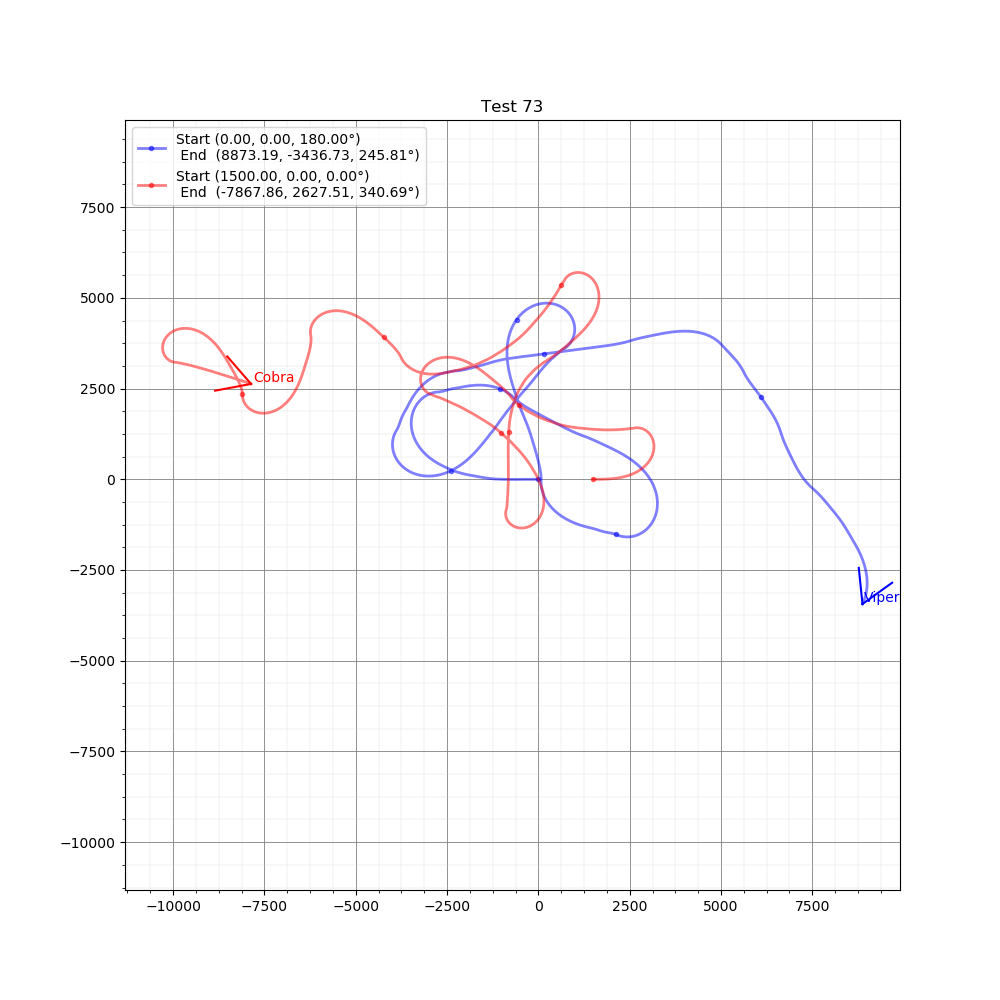 Test 73
Start (0.00, 0.00, 180.00°)
End (8873.19, -3436.73, 245.81°)
Start (1500.00, 0.00, 0.00°)
End (-7867.86, 2627.51, 340.69°)
7500
5000
2500
0
−2500
−5000
−7500
−10000
Cobra
Viper
−10000 −7500 −5000 −2500 0 2500 5000 7500